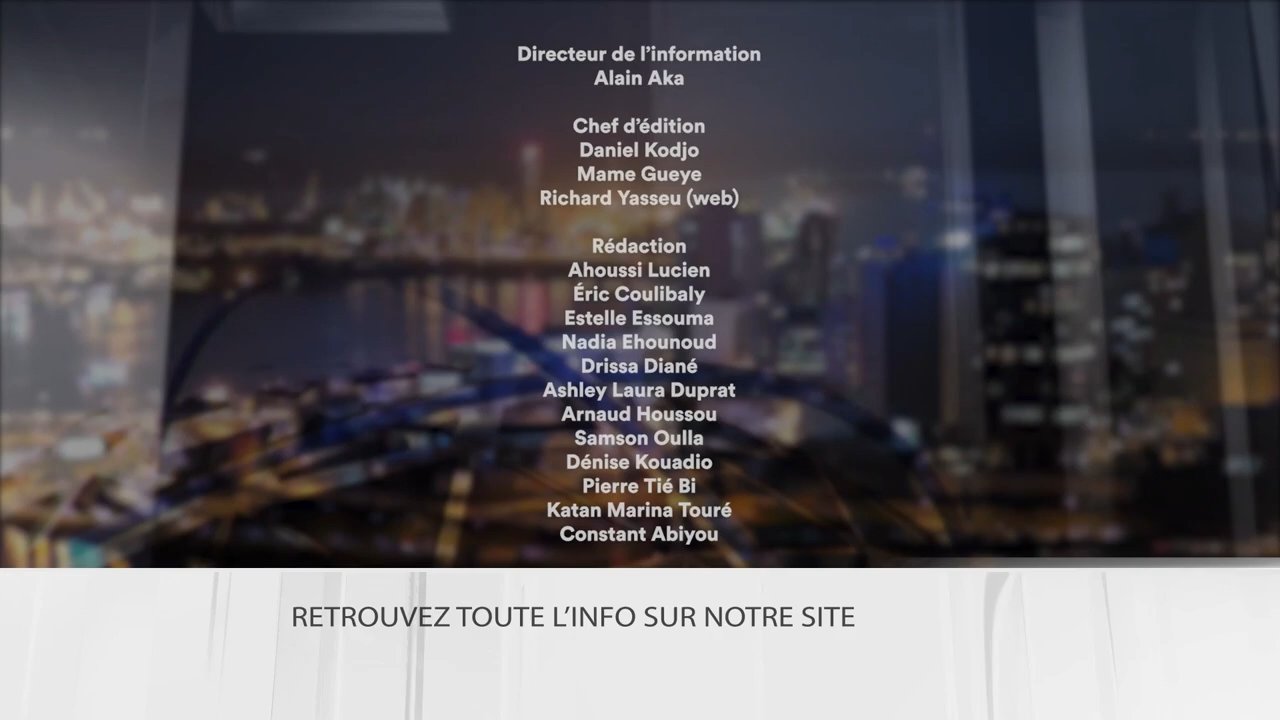 Directeur de l’information
Alain Aka
Chef d’édition
Daniel Kodjo
Mame Gueye
Richard Yasseu (web)
Rédaction
Ahoussi Lucien
Éric Coulibaly
Estelle Essouma
Nadia Ehounoud
Drissa Diané
Ashley Laura Duprat
Arnaud Houssou
Samson Oulla
Dénise Kouadio
Pierre Tié Bi
Katan Marina Touré
Constant Abiyou
RETROUVEZ TOUTE L’INFO SUR NOTRE SITE